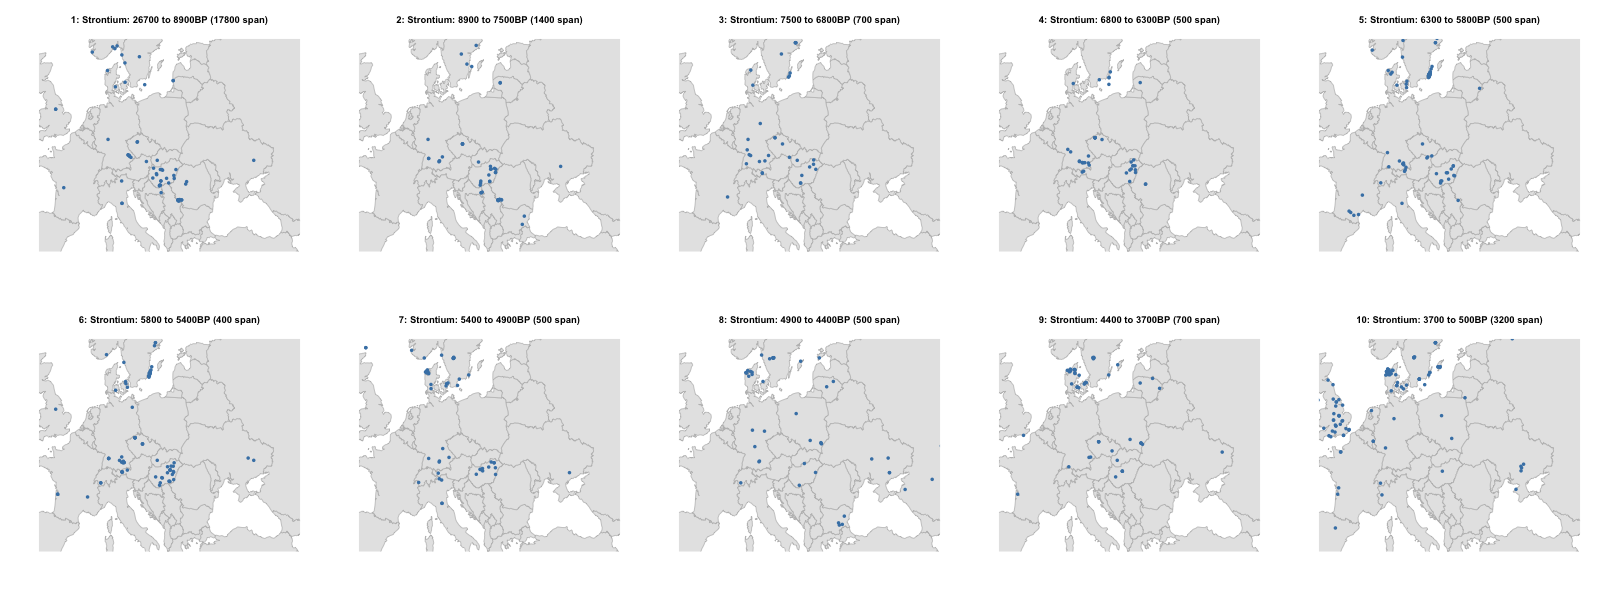 1: Strontium: 26700 to 8900BP (17800 span)
2: Strontium: 8900 to 7500BP (1400 span)
3: Strontium: 7500 to 6800BP (700 span)
4: Strontium: 6800 to 6300BP (500 span)
5: Strontium: 6300 to 5800BP (500 span)
6: Strontium: 5800 to 5400BP (400 span)
7: Strontium: 5400 to 4900BP (500 span)
8: Strontium: 4900 to 4400BP (500 span)
9: Strontium: 4400 to 3700BP (700 span)
10: Strontium: 3700 to 500BP (3200 span)